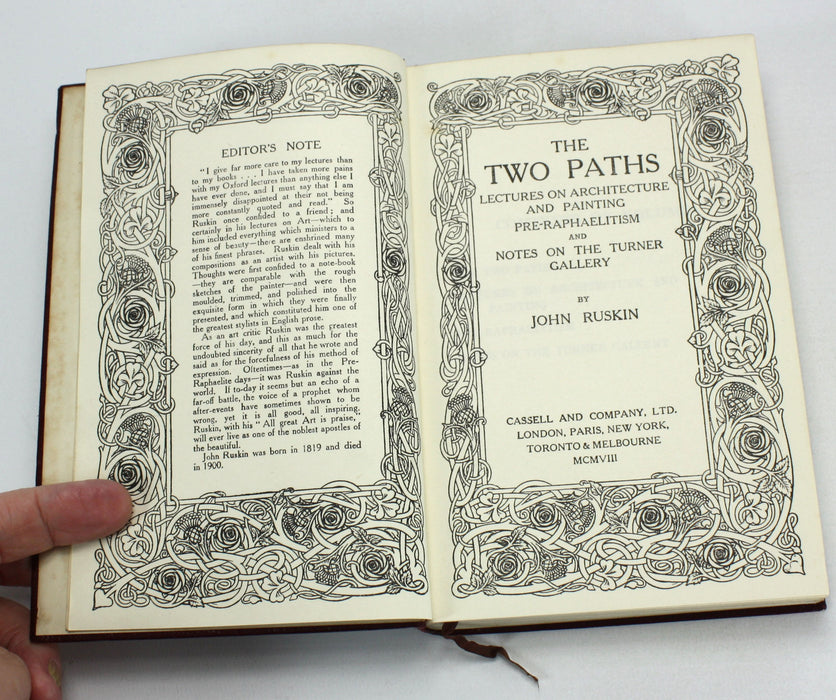 EDITOR'S NOTE
"I give far more care to my lectures than
to my books . . . I have taken more pains
with my Oxford lectures than anything else I
have ever done, and I must say that I am
immensely disappointed at their not being
more constantly quoted and read." So
Ruskin once confided to a friend; and
certainly in his lectures on Art—which to
him included everything which ministers to a
sense of beauty—there are enshrined many
of his finest phrases. Ruskin dealt with his
compositions as an artist with his pictures.
Thoughts were first confided to a note-book
—they are comparable with the rough
sketches of the painter—and were then
moulded, trimmed, and polished into the
exquisite form in which they were finally
presented, and which constituted him one of
the greatest stylists in English prose.
As an art critic Ruskin was the greatest
force of his day, and this as much for the
undoubted sincerity of all that he wrote and
said as for the forcefulness of his method of
expression. Oftentimes—as in the Pre-
Raphaelite days—it was Ruskin against the
world. If to-day it seems but an echo of a
far-off battle, the voice of a prophet whom
after-events have sometimes shown to be
wrong, yet it is all good, all inspiring.
Ruskin, with his "All great Art is praise,"
will ever live as one of the noblest apostles of
the beautiful.
John Ruskin was born in 1819 and died
in 1900.
THE
TWO PATHS
LECTURES ON ARCHITECTURE
AND PAINTING
PRE-RAPHAELITISM
AND
NOTES ON THE TURNER
GALLERY
BY
JOHN RUSKIN
CASSELL AND COMPANY, LTD.
LONDON, PARIS, NEW YORK,
TORONTO & MELBOURNE
MCMVIII